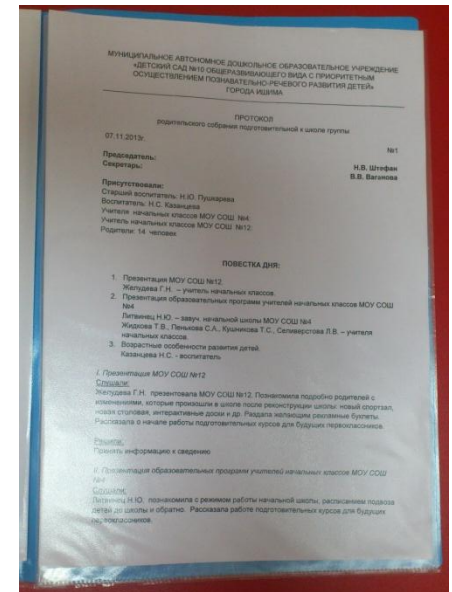 МУНИЦИПАЛЬНОЕ АВТОНОМНОЕ ДОШКОЛЬНОЕ ОБРАЗОВАТЕЛЬНОЕ УЧРЕЖДЕНИЕ
«ДЕТСКИЙ САД №10 ОБЩЕРАЗВИВАЮЩЕГО ВИДА С ПРИОРИТЕТНЫМ
ОСУЩЕСТВЛЕНИЕМ ПОЗНАВАТЕЛЬНО-РЕЧЕВОГО РАЗВИТИЯ ДЕТЕЙ»
ГОРОДА ИШИМА
ПРОТОКОЛ
родительского собрания подготовительной к школе группы
07.11.2013г.
№1
Председатель: Н.В. Штефан
Секретарь: В.В. Ваганова
Присутствовали:
Старший воспитатель: Н.Ю. Пушкарева
Воспитатель: Н.С. Казанцева
Учителя начальных классов МОУ СОШ №4
Учитель начальных классов МОУ СОШ №12
Родители: 14 человек
ПОВЕСТКА ДНЯ:
1. Презентация МОУ СОШ №12
Желудева Г.Н. – учитель начальных классов.
2. Презентация образовательных программ учителей начальных классов МОУ СОШ
№4
Литвинец Н.Ю. – завуч. начальной школы МОУ СОШ №4
Жидкова Т.В., Пенькова С.А., Кушникова Т.С., Селиверстова Л.В. – учителя
начальных классов.
3. Возрастные особенности развития детей.
Казанцева Н.С. - воспитатель
I. Презентация МОУ СОШ №12
Слушали:
Желудева Г.Н. презентовала МОУ СОШ №12. Познакомила подробно родителей с
изменениями, которые произошли в школе после реконструкции школы: новый спортзал,
новая столовая, интерактивные доски и др. Раздала желающим рекламные буклеты.
Рассказала о начале работы подготовительных курсов для будущих первоклассников.
Решили:
Принять информацию к сведению
II. Презентация образовательных программ учителей начальных классов МОУ СОШ
№4
Слушали:
Литвинец Н.Ю. познакомила с режимом работы начальной школы, расписанием подвоза
детей до школы и обратно. Рассказала работе подготовительных курсов для будущих
первоклассников.